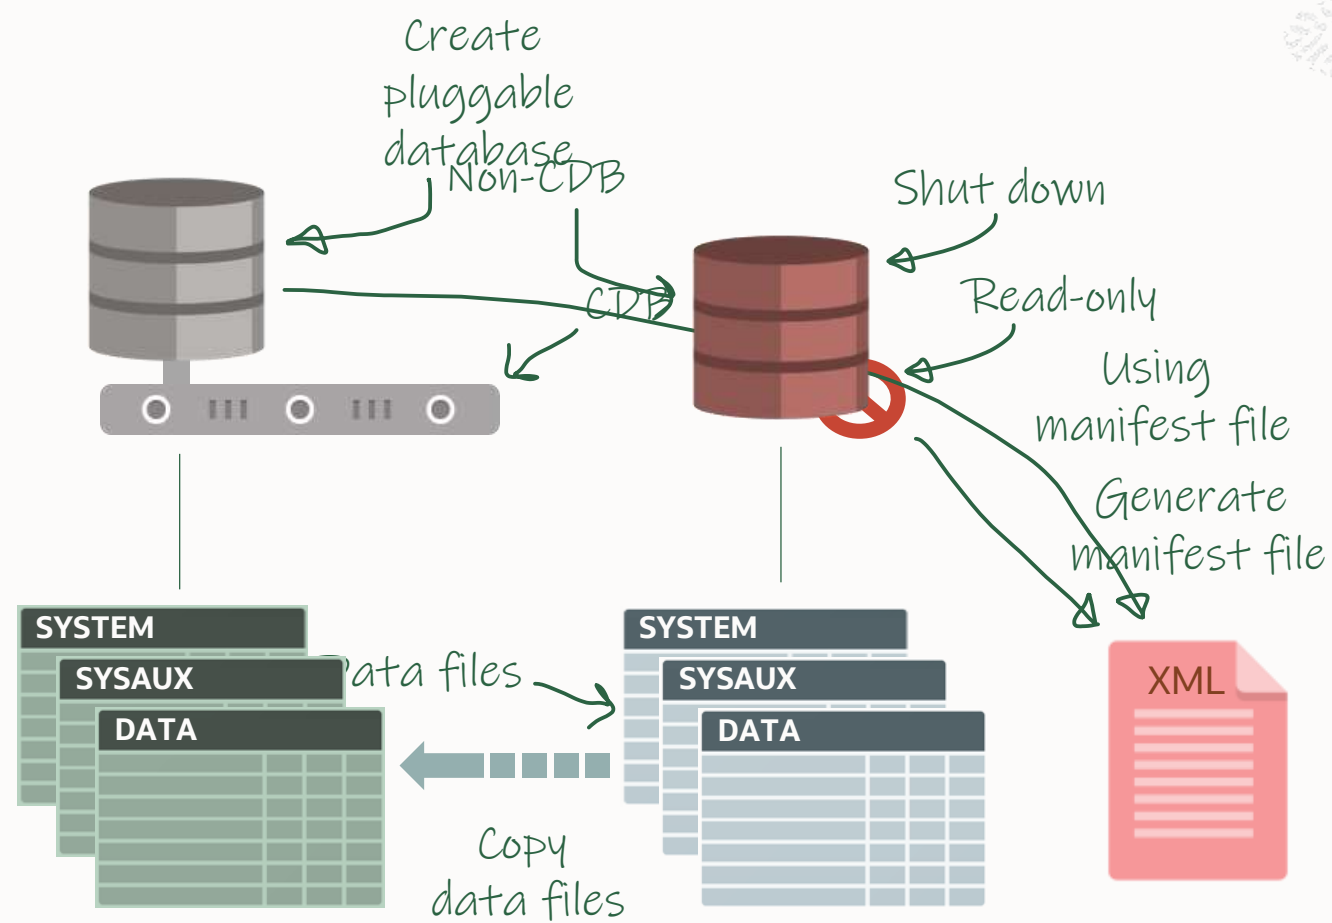 Create
pluggable
database
Non-CDB
Shut down
CDB
Read-only
Using
manifest file
Generate
manifest file
SYSTEM
SYSAUX
DATA
Data files
SYSTEM
SYSAUX
DATA
XML
Copy
data files